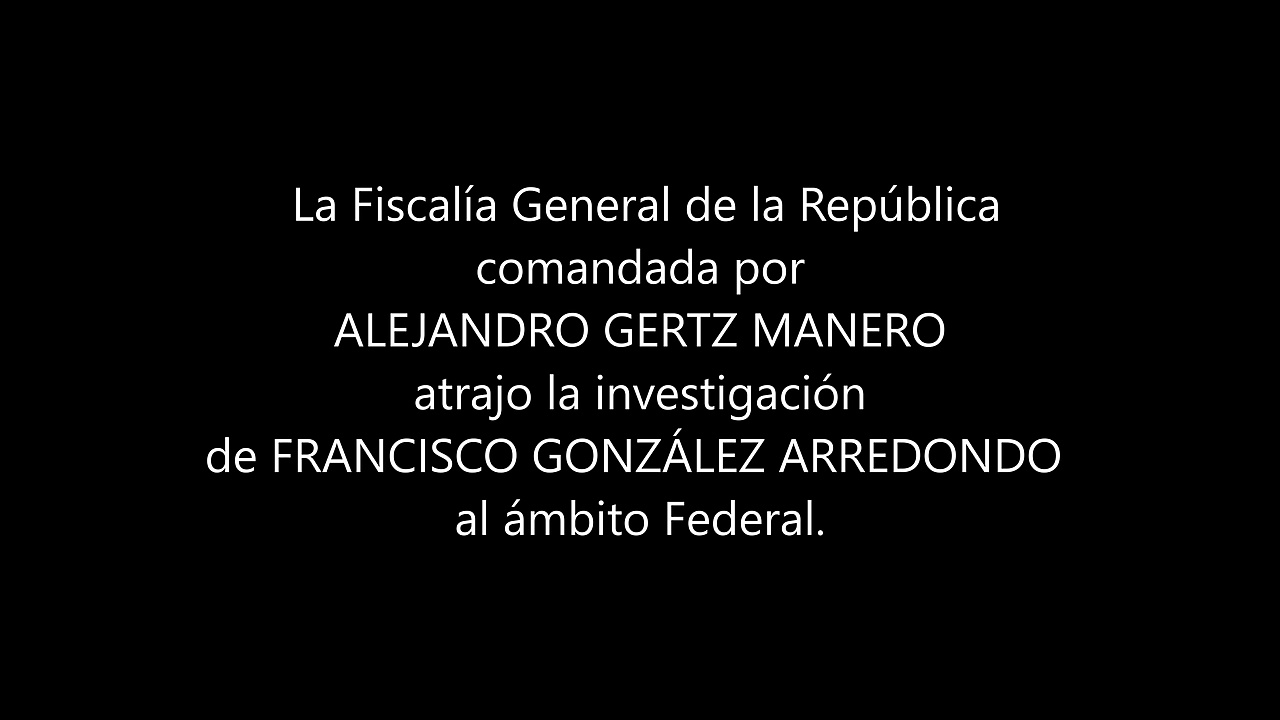 La Fiscalía General de la República
comandada por
ALEJANDRO GERTZ MANERO
atrajo la investigación
de FRANCISCO GONZÁLEZ ARREDONDO
al ámbito Federal.